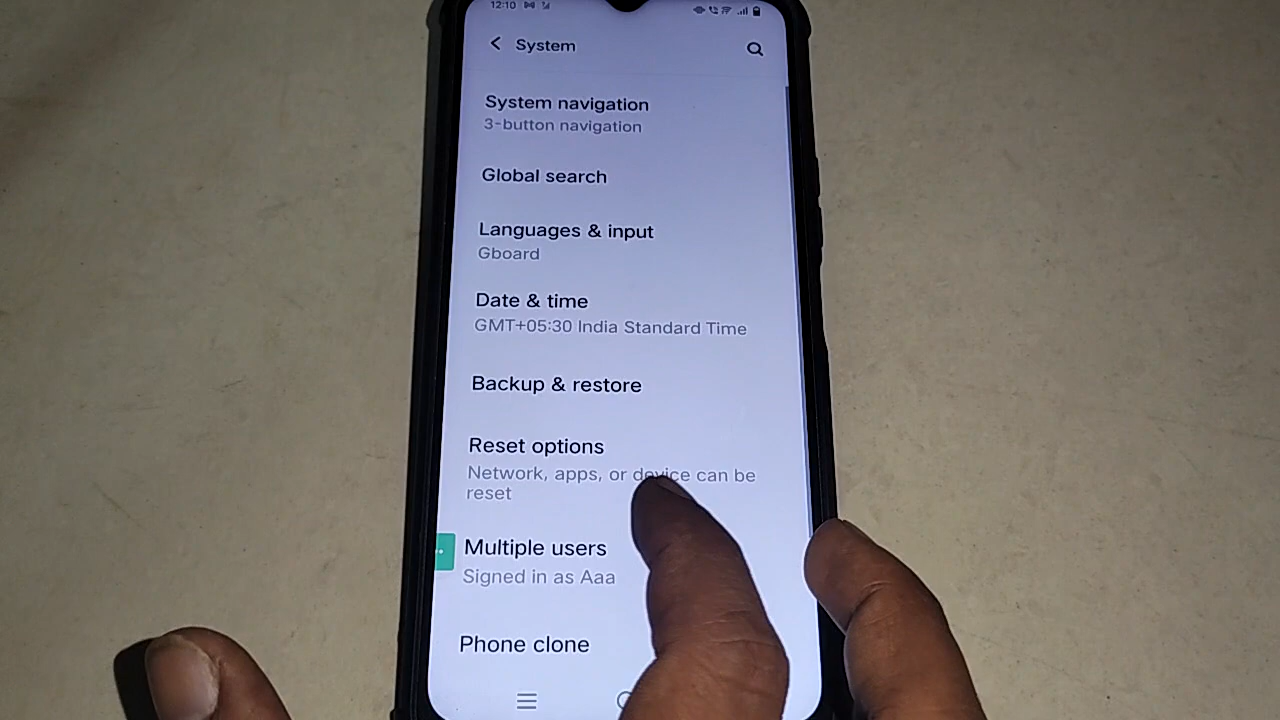 12:10
System
System navigation
3-button navigation
Global search
Languages & input
Gboard
Date & time
GMT+05:30 India Standard Time
Backup & restore
Reset options
Network, apps, or device can be
reset
Multiple users
Signed in as Aaa
Phone clone